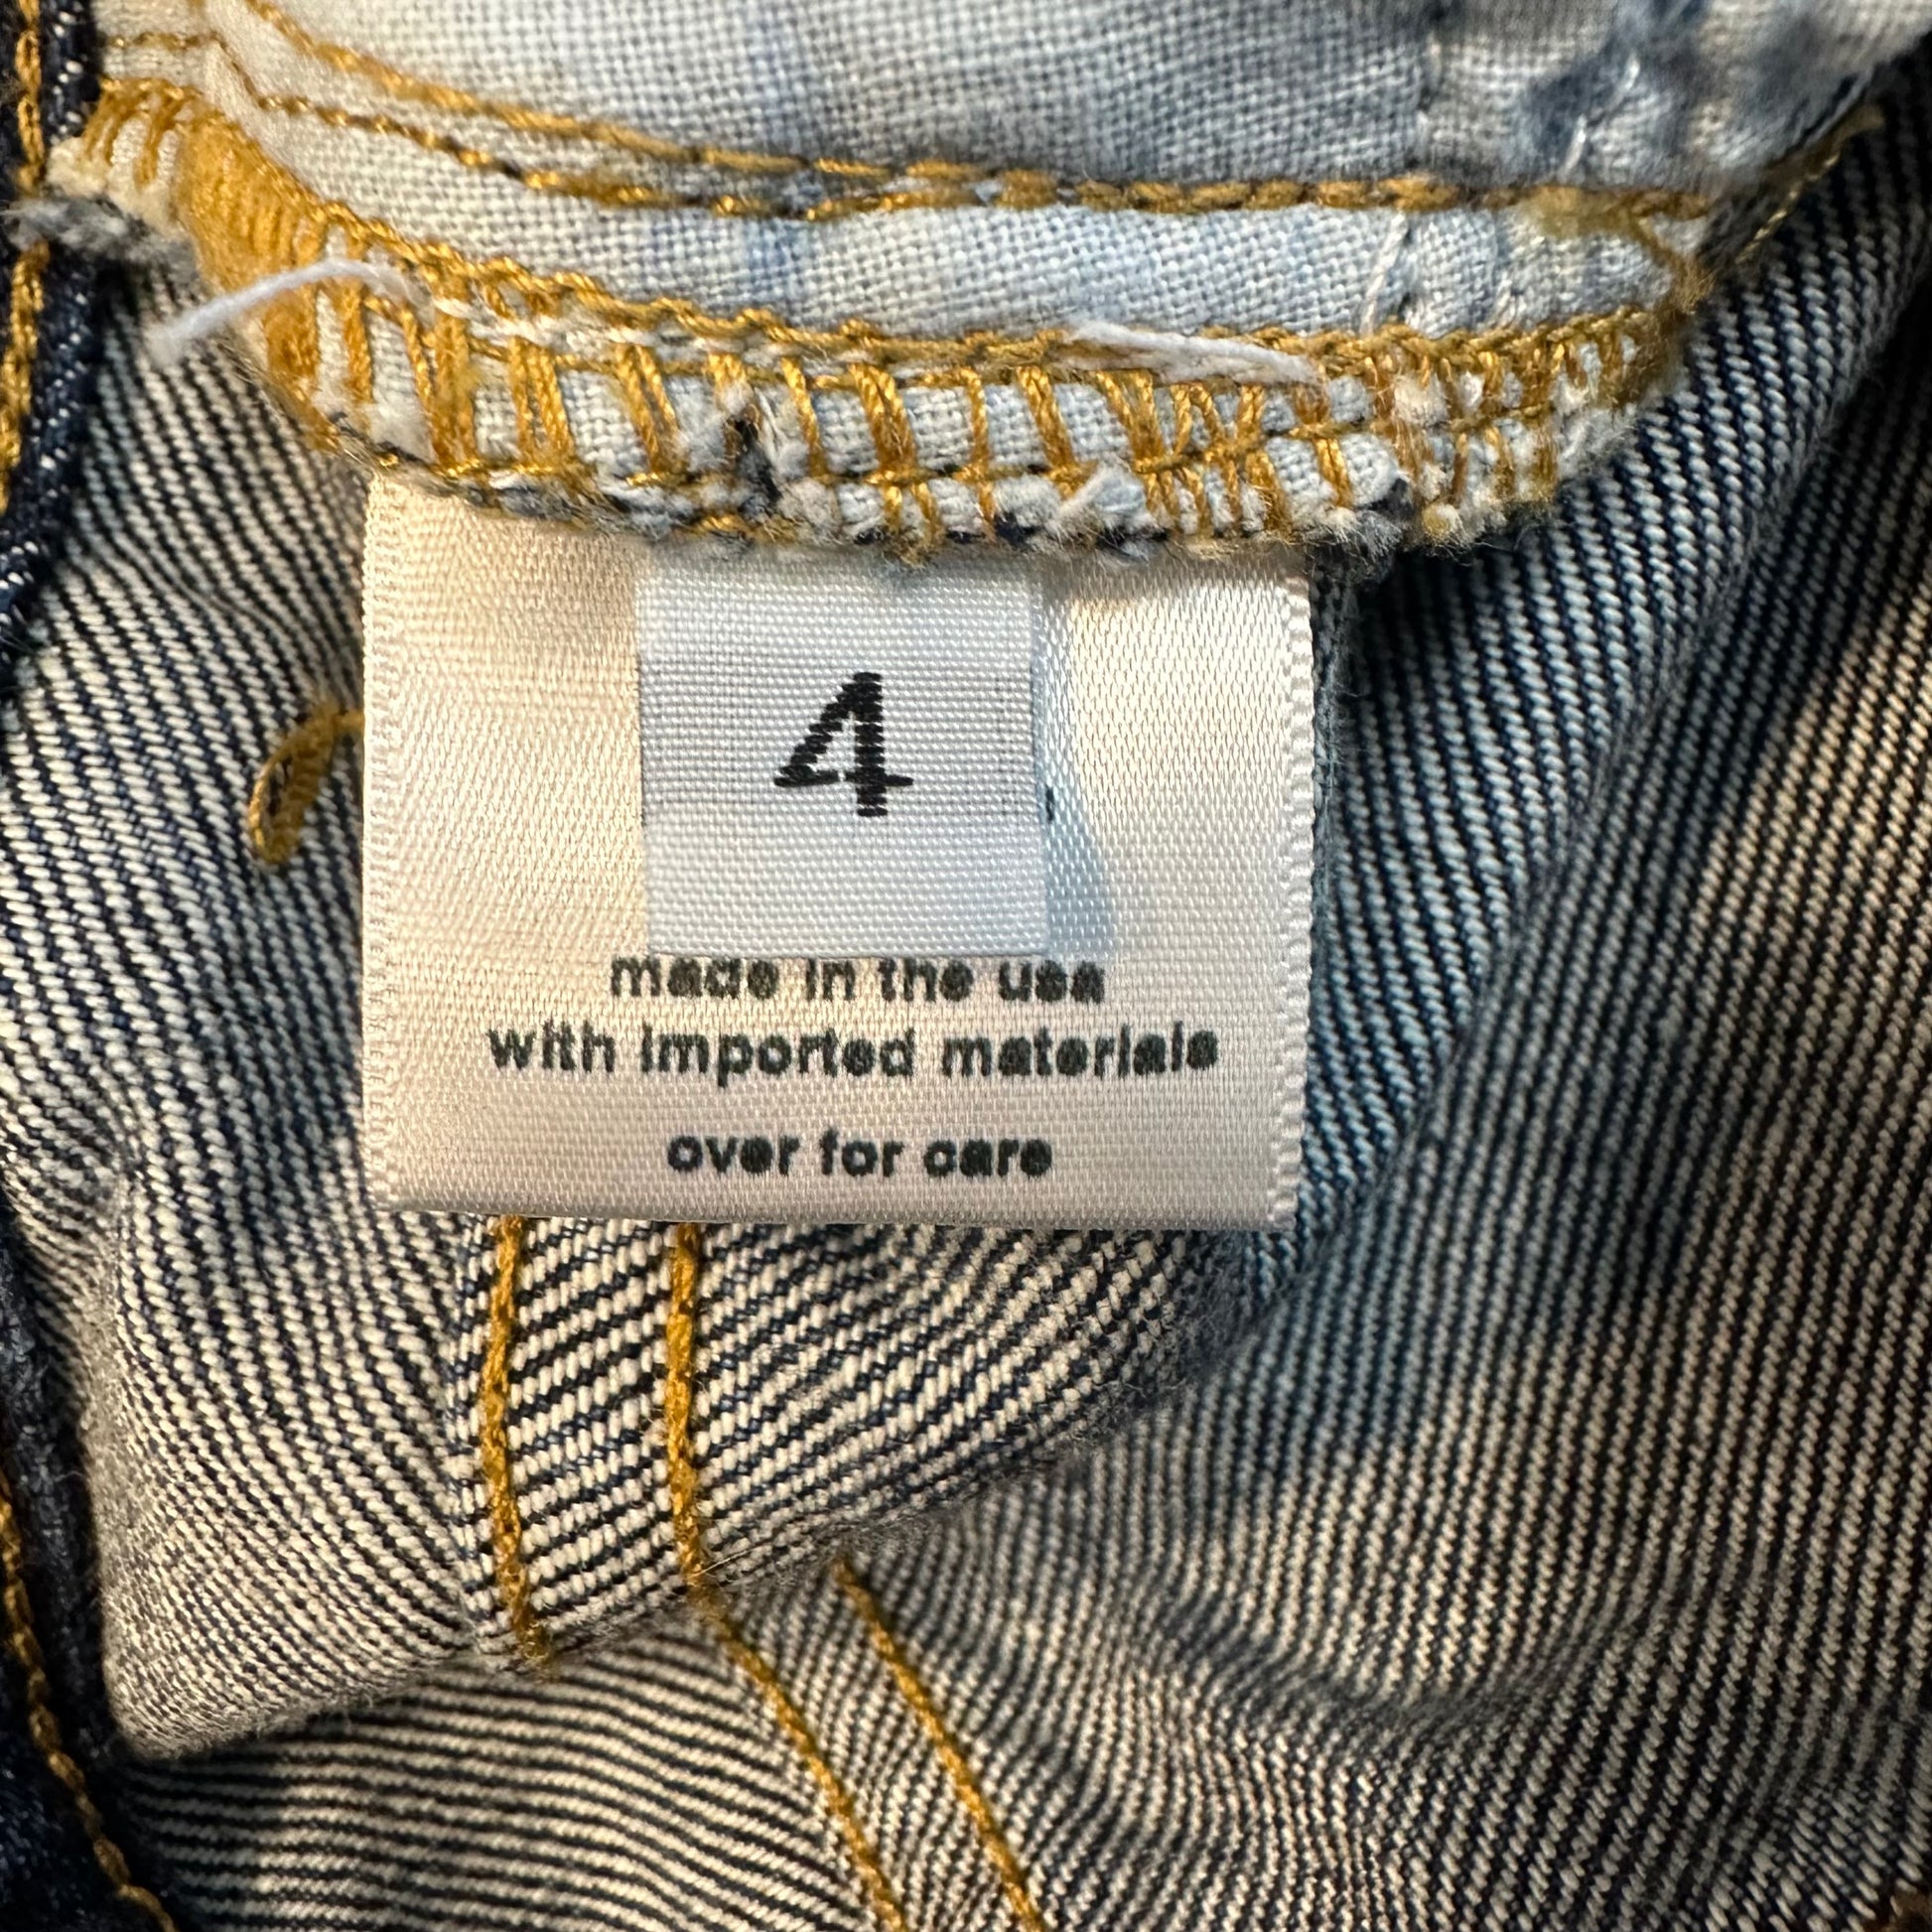 4
made in the usa
with imported materials
over for care